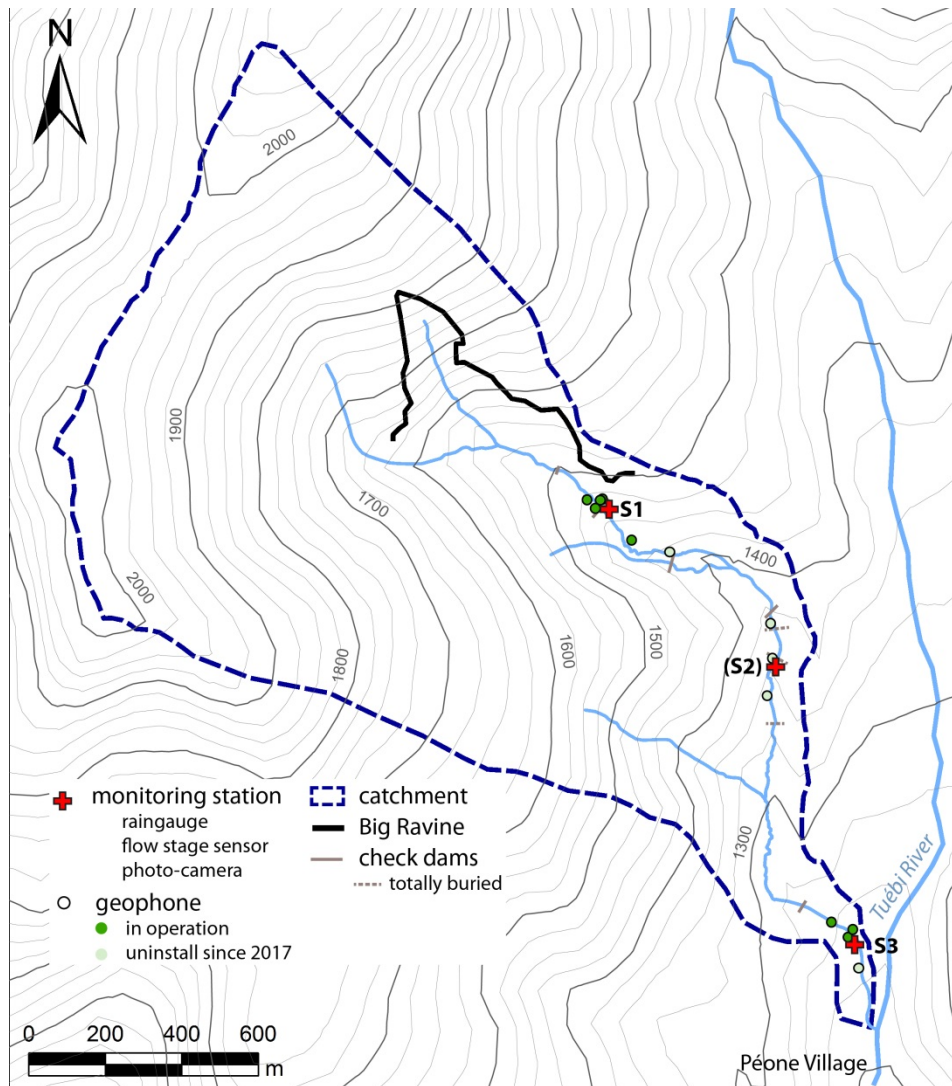 N
2000
1900
1700
S1
1400
2000
1600
1500
(S2)
1800
1300
Tuébi River
S3
monitoring station
raingauge
flow stage sensor
photo-camera
geophone
in operation
uninstall since 2017
catchment
Big Ravine
check dams
totally buried
0 200 400 600
m
Péone Village